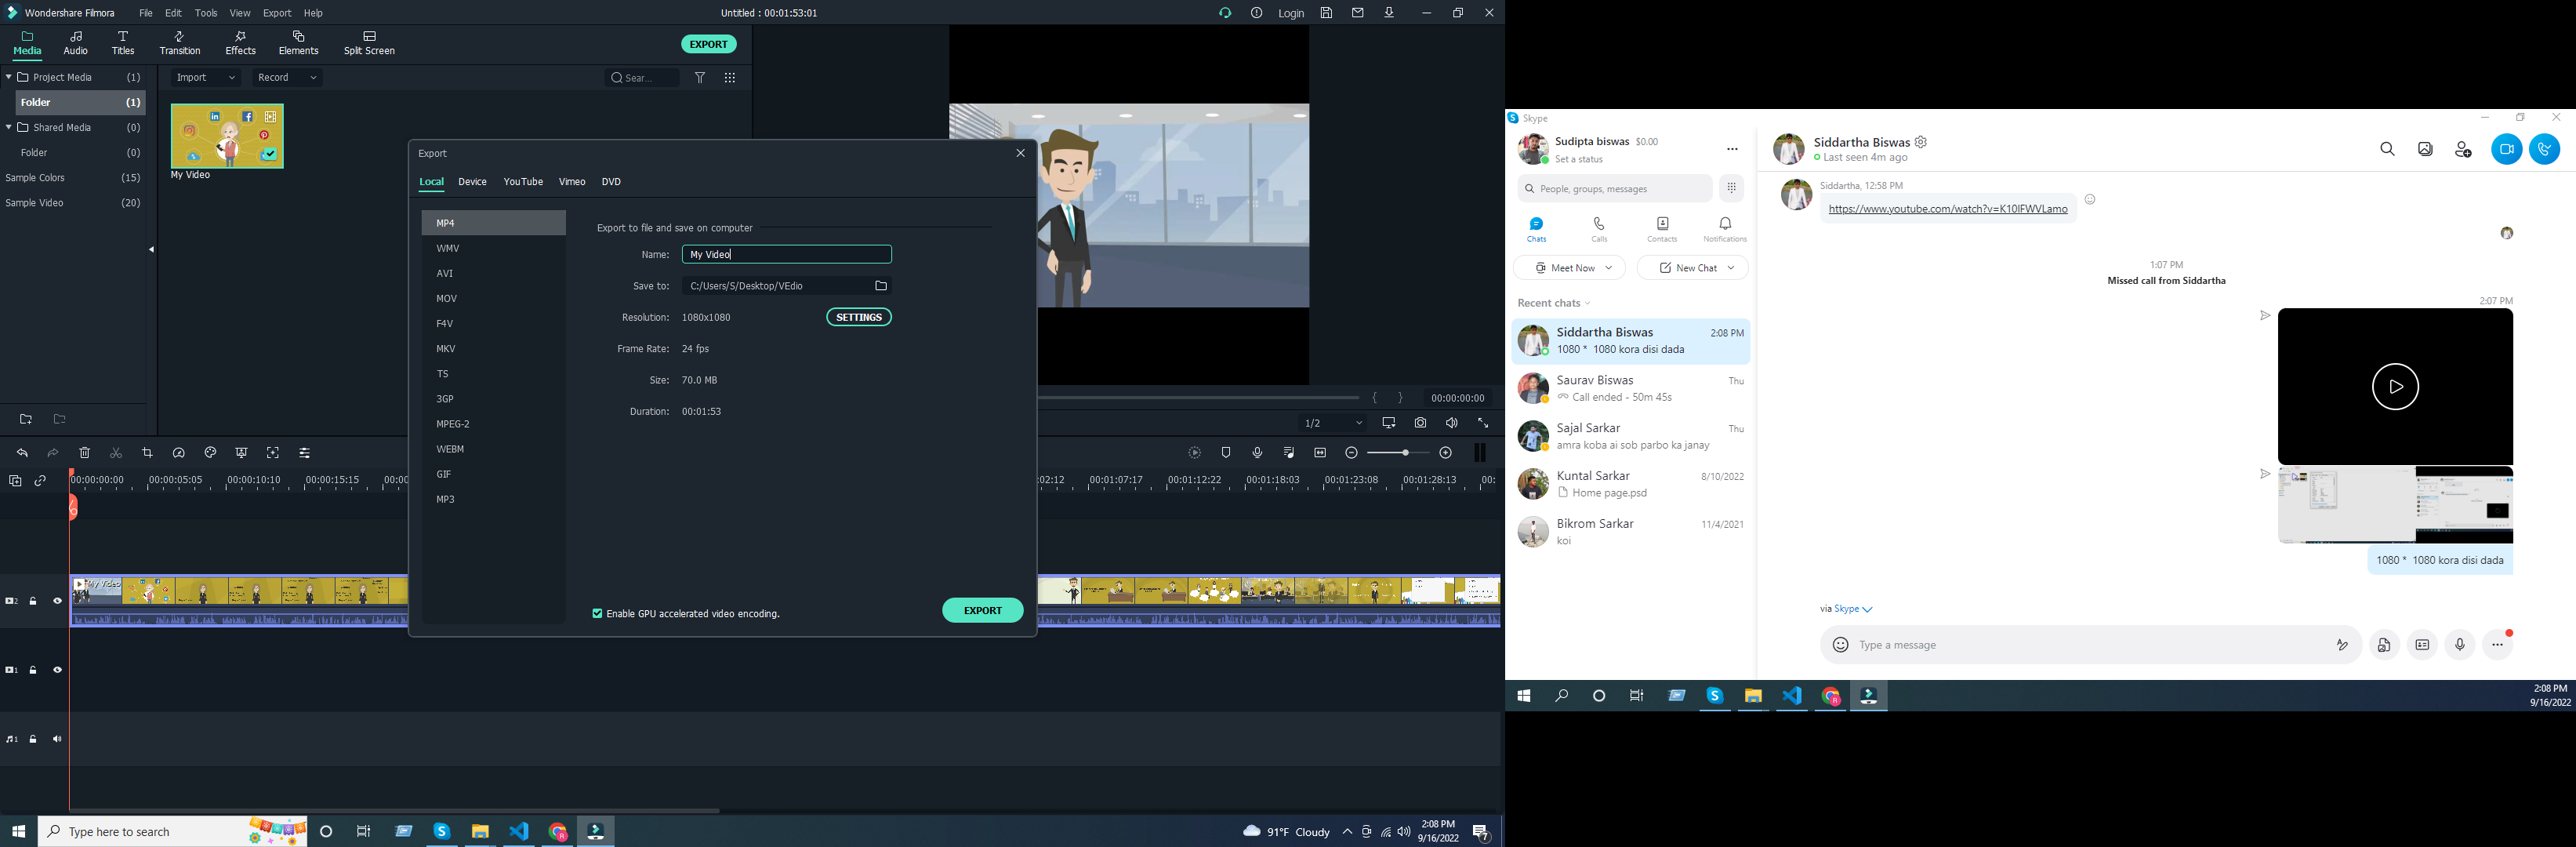 Wondershare Filmora
File Edit Tools View Export Help
Untitled : 00:01:53:01
Login
Media Audio Titles Transition Effects Elements Split Screen
EXPORT
Project Media (1)
Folder (1)
Shared Media (0)
Folder (0)
Sample Colors (15)
Sample Video (20)
Import Record Sear...
My Video
Export
Local Device YouTube Vimeo DVD
MP4
WMV
AVI
MOV
F4V
MKV
TS
3GP
MPEG-2
WEBM
GIF
MP3
Export to file and save on computer
Name: My Video
Save to: C:/Users/S/Desktop/VEdio
Resolution: 1080x1080 SETTINGS
Frame Rate: 24 fps
Size: 70.0 MB
Duration: 00:01:53
Enable GPU accelerated video encoding.
EXPORT
{ } 00:00:00:00
1/2
00:00:00:00 00:00:05:05 00:00:10:10 00:00:15:15 00:00 :02:12 00:01:07:17 00:01:12:22 00:01:18:03 00:01:23:08 00:01:28:13 00:
My Video
2
1
1
Type here to search
91°F Cloudy
2:08 PM
9/16/2022
7
Skype
Sudipta biswas $0.00
Set a status
People, groups, messages
Chats Calls Contacts Notifications
Meet Now New Chat
Recent chats
Siddartha Biswas 2:08 PM
1080 * 1080 kora disi dada
Saurav Biswas Thu
Call ended - 50m 45s
Sajal Sarkar Thu
amra koba ai sob parbo ka janay
Kuntal Sarkar 8/10/2022
Home page.psd
Bikrom Sarkar 11/4/2021
koi
Siddartha Biswas
Last seen 4m ago
Siddartha, 12:58 PM
https://www.youtube.com/watch?v=K10lFWVLamo
1:07 PM
Missed call from Siddartha
2:07 PM
1080 * 1080 kora disi dada
via Skype
Type a message
2:08 PM
9/16/2022